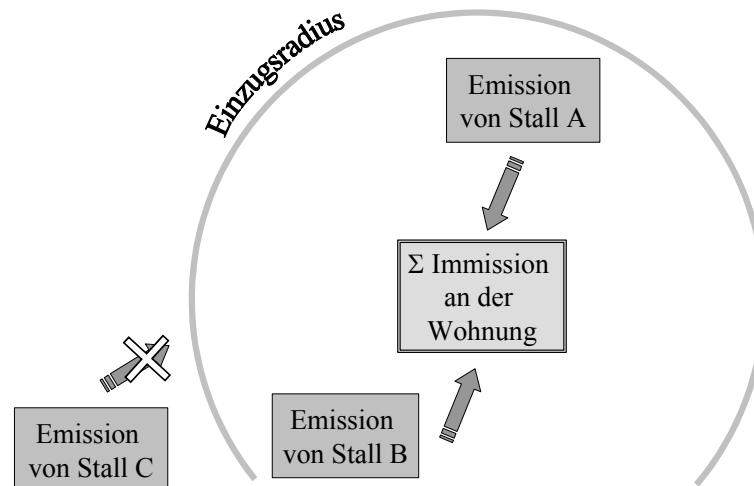 Einzugsradius
Emission
von Stall A
Σ Immission
an der
Wohnung
Emission
von Stall B
Emission
von Stall C